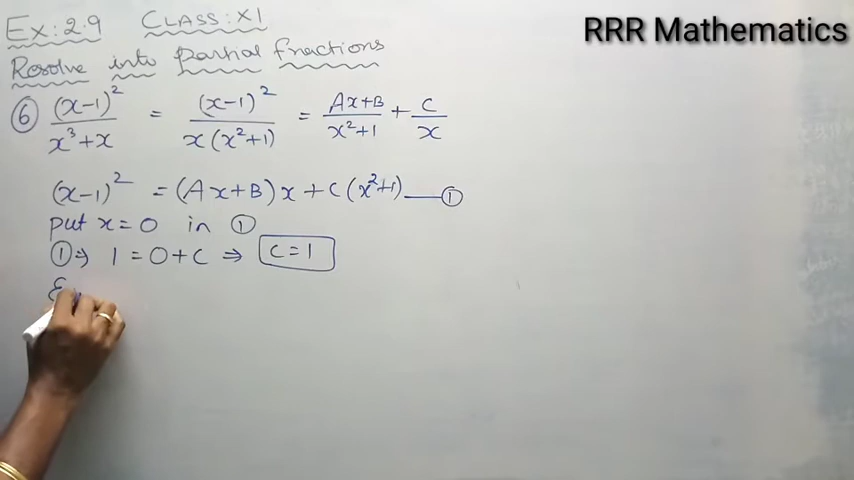 Ex: 2.9 CLASS: XI
RRR Mathematics
Resolve into Partial fractions
⑥ (x-1)²/x³+x = (x-1)²/x(x²+1) = Ax+B/x²+1 + C/x
(x-1)² = (Ax+B)x + C(x²+1) — ①
put x=0 in ①
① ⇒ 1 = 0+C ⇒ C=1